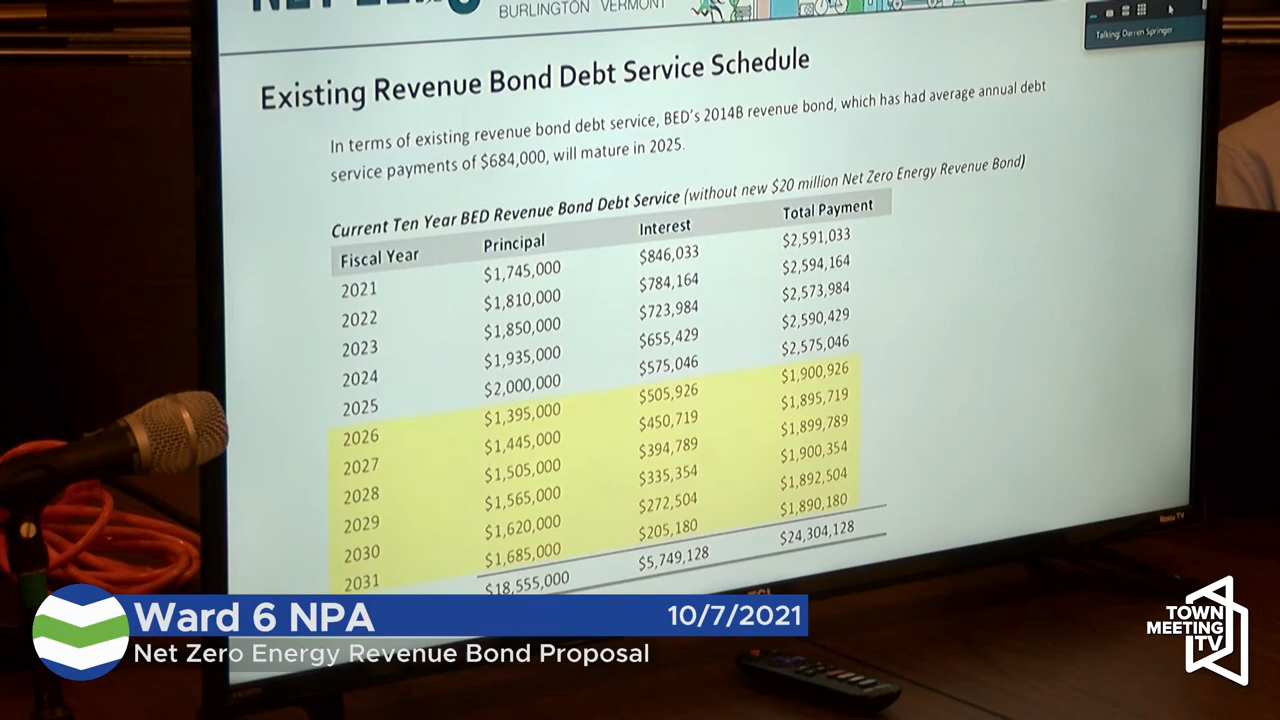 BURLINGTON VERMONT
Talking: Darren Springer
Existing Revenue Bond Debt Service Schedule
In terms of existing revenue bond debt service, BED's 2014B revenue bond, which has had average annual debt
service payments of $684,000, will mature in 2025.
Current Ten Year BED Revenue Bond Debt Service (without new $20 million Net Zero Energy Revenue Bond)
Fiscal Year Principal Interest Total Payment
2021 $1,745,000 $846,033 $2,591,033
2022 $1,810,000 $784,164 $2,594,164
2023 $1,850,000 $723,984 $2,573,984
2024 $1,935,000 $655,429 $2,590,429
2025 $2,000,000 $575,046 $2,575,046
2026 $1,395,000 $505,926 $1,900,926
2027 $1,445,000 $450,719 $1,895,719
2028 $1,505,000 $394,789 $1,899,789
2029 $1,565,000 $335,354 $1,900,354
2030 $1,620,000 $272,504 $1,892,504
2031 $1,685,000 $205,180 $1,890,180
$18,555,000 $5,749,128 $24,304,128
Roku TV
Ward 6 NPA 10/7/2021
Net Zero Energy Revenue Bond Proposal
TOWN
MEETING
TV